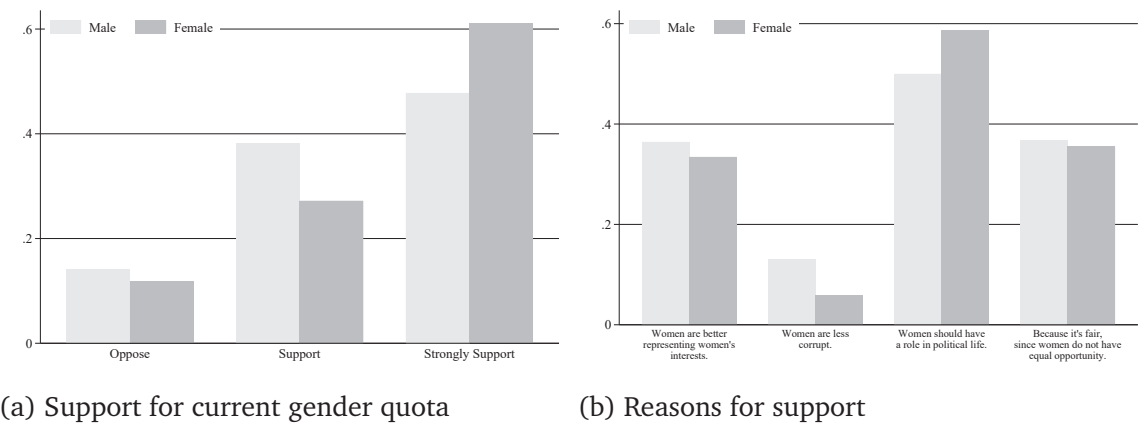 Male Female
.6
.4
.2
0
Oppose Support Strongly Support
(a) Support for current gender quota
Male Female
.6
.4
.2
0
Women are better
representing women's
interests.
Women are less
corrupt.
Women should have
a role in political life.
Because it's fair,
since women do not have
equal opportunity.
(b) Reasons for support